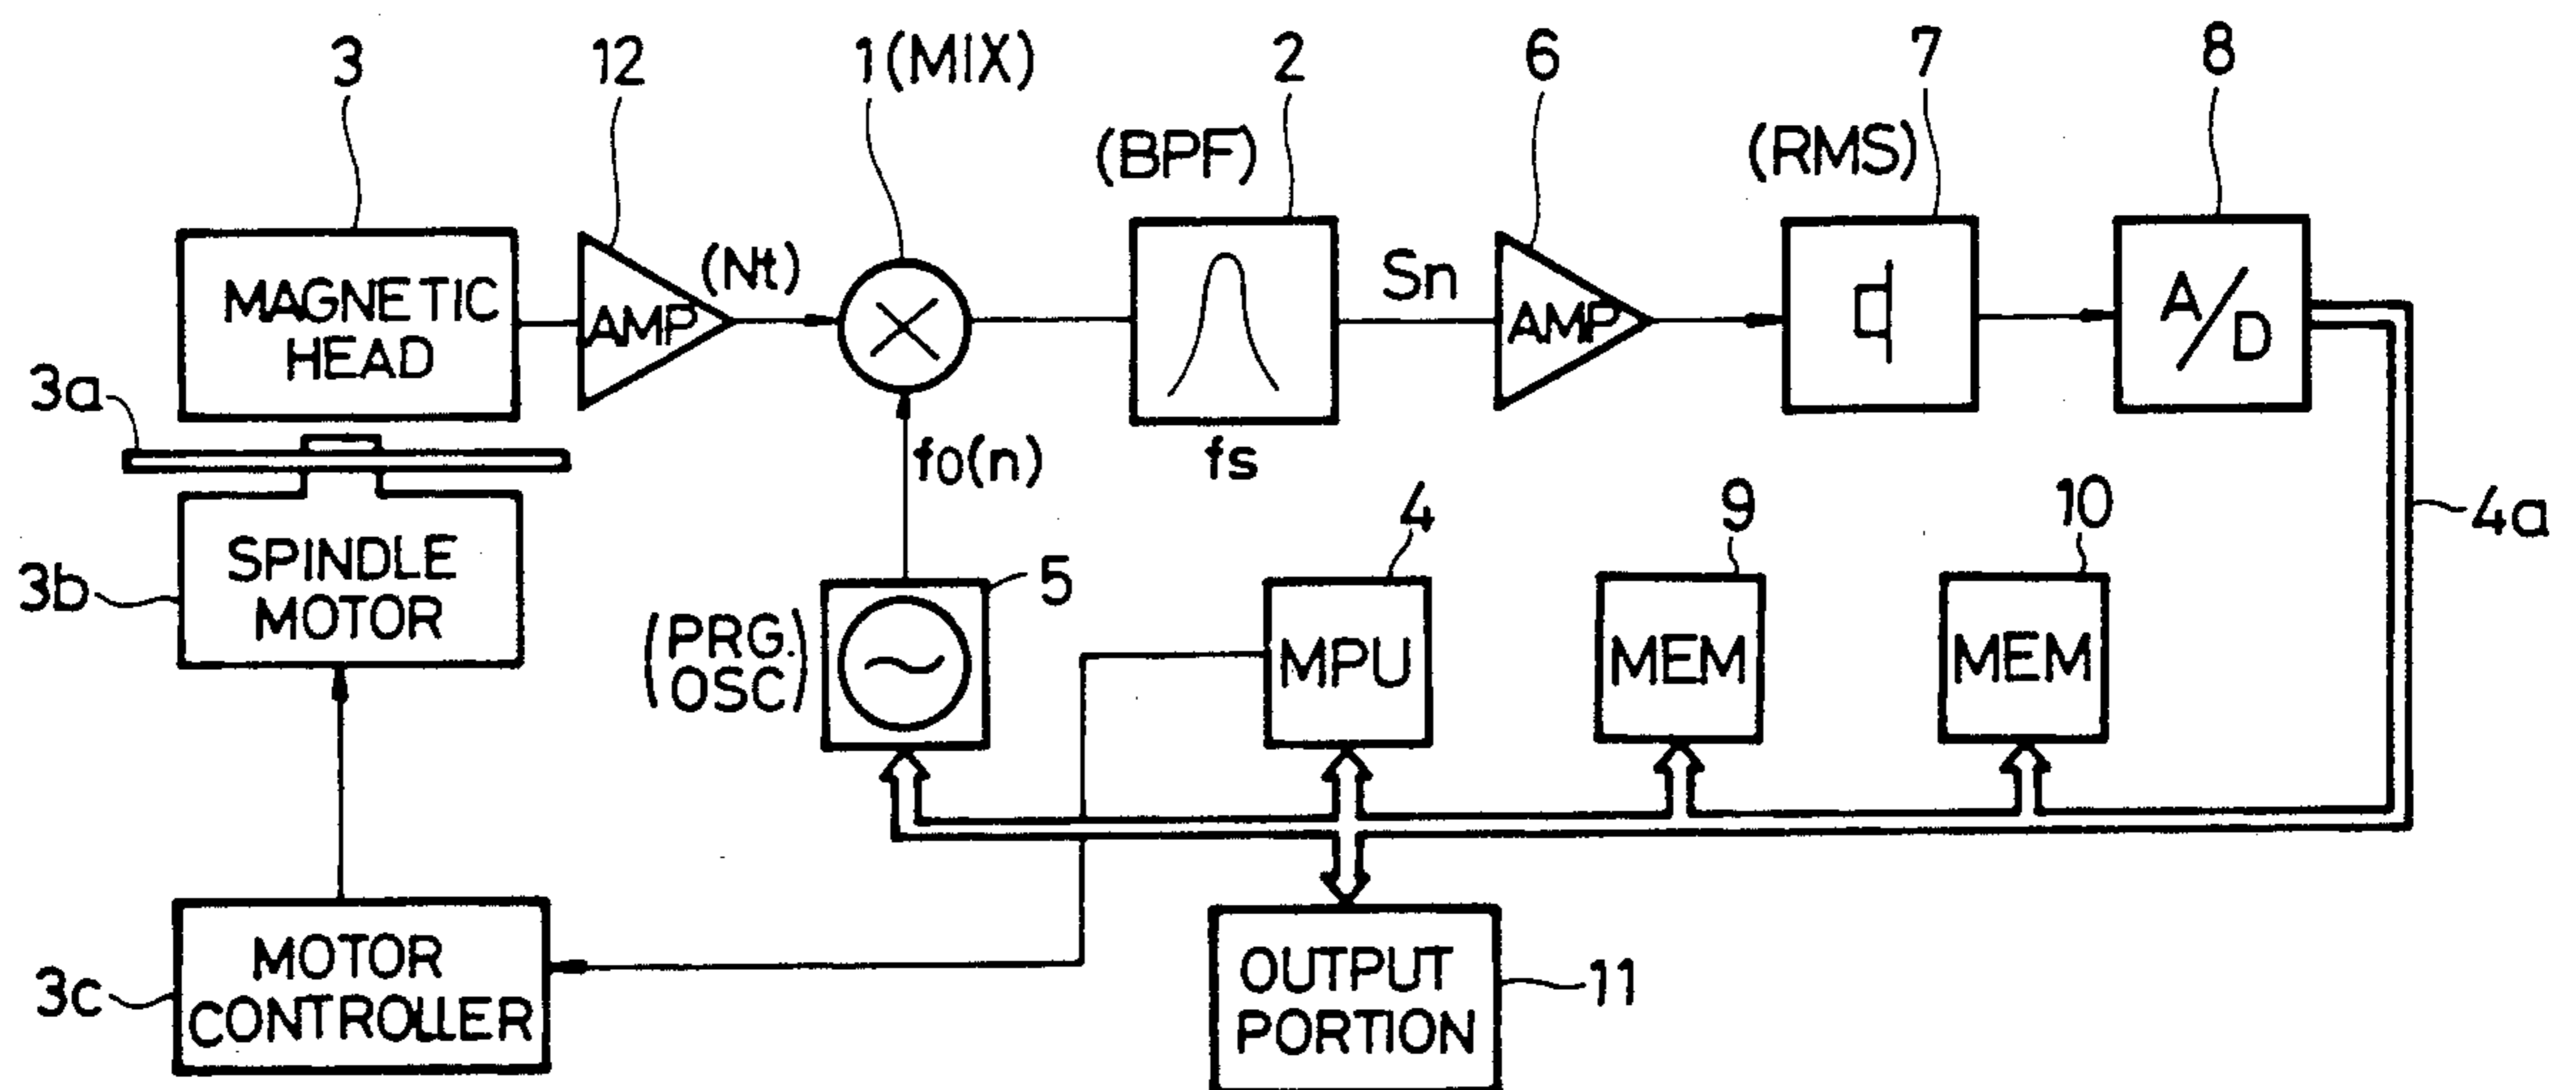 3
12
1(MIX)
2
6
7
8
(BPF)
(RMS)
MAGNETIC
HEAD
AMP
(Nt)
Sn
AMP
A/D
3a
fo(n)
fs
4
9
10
4a
SPINDLE
MOTOR
3b
5
(PRG.
OSC)
MPU
MEM
MEM
MOTOR
CONTROLLER
3c
OUTPUT
PORTION
11